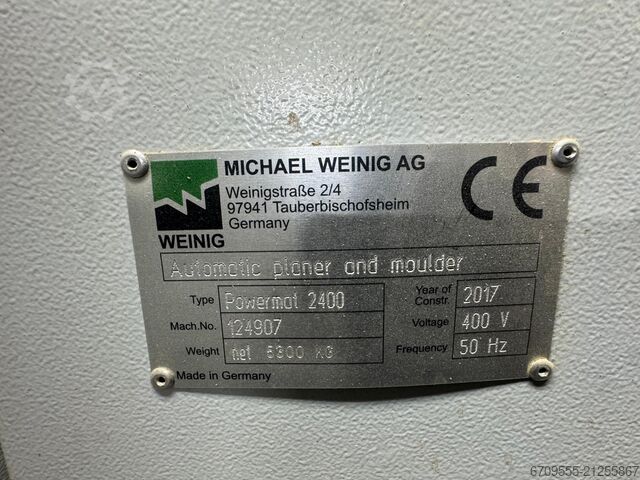 MICHAEL WEINIG AG
Weinigstraße 2/4
97941 Tauberbischofsheim
Germany
CE
WEINIG
Automatic planer and moulder
Type Powermat 2400
Year of Constr. 2017
Mach.No. 124907
Voltage 400 V
Weight net KG
Frequency 50 Hz
Made in Germany
6709555-21255867